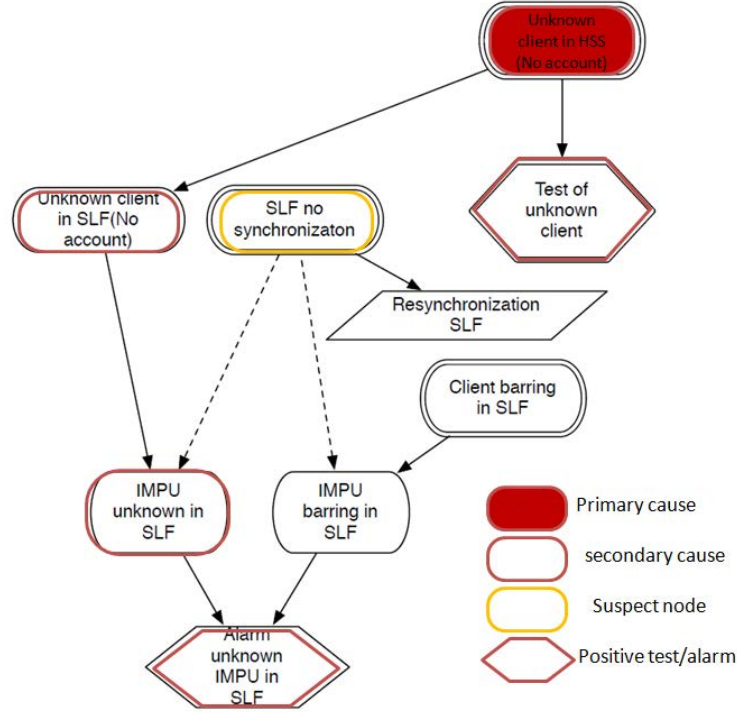 Unknown
client in HSS
(No account)
Unknown client
in SLF(No
account)
SLF no
synchronizaton
Test of
unknown
client
Resynchronization
SLF
Client barring
in SLF
IMPU
unknown in
SLF
IMPU
barring in
SLF
Alarm
unknown
IMPU in
SLF
Primary cause
secondary cause
Suspect node
Positive test/alarm